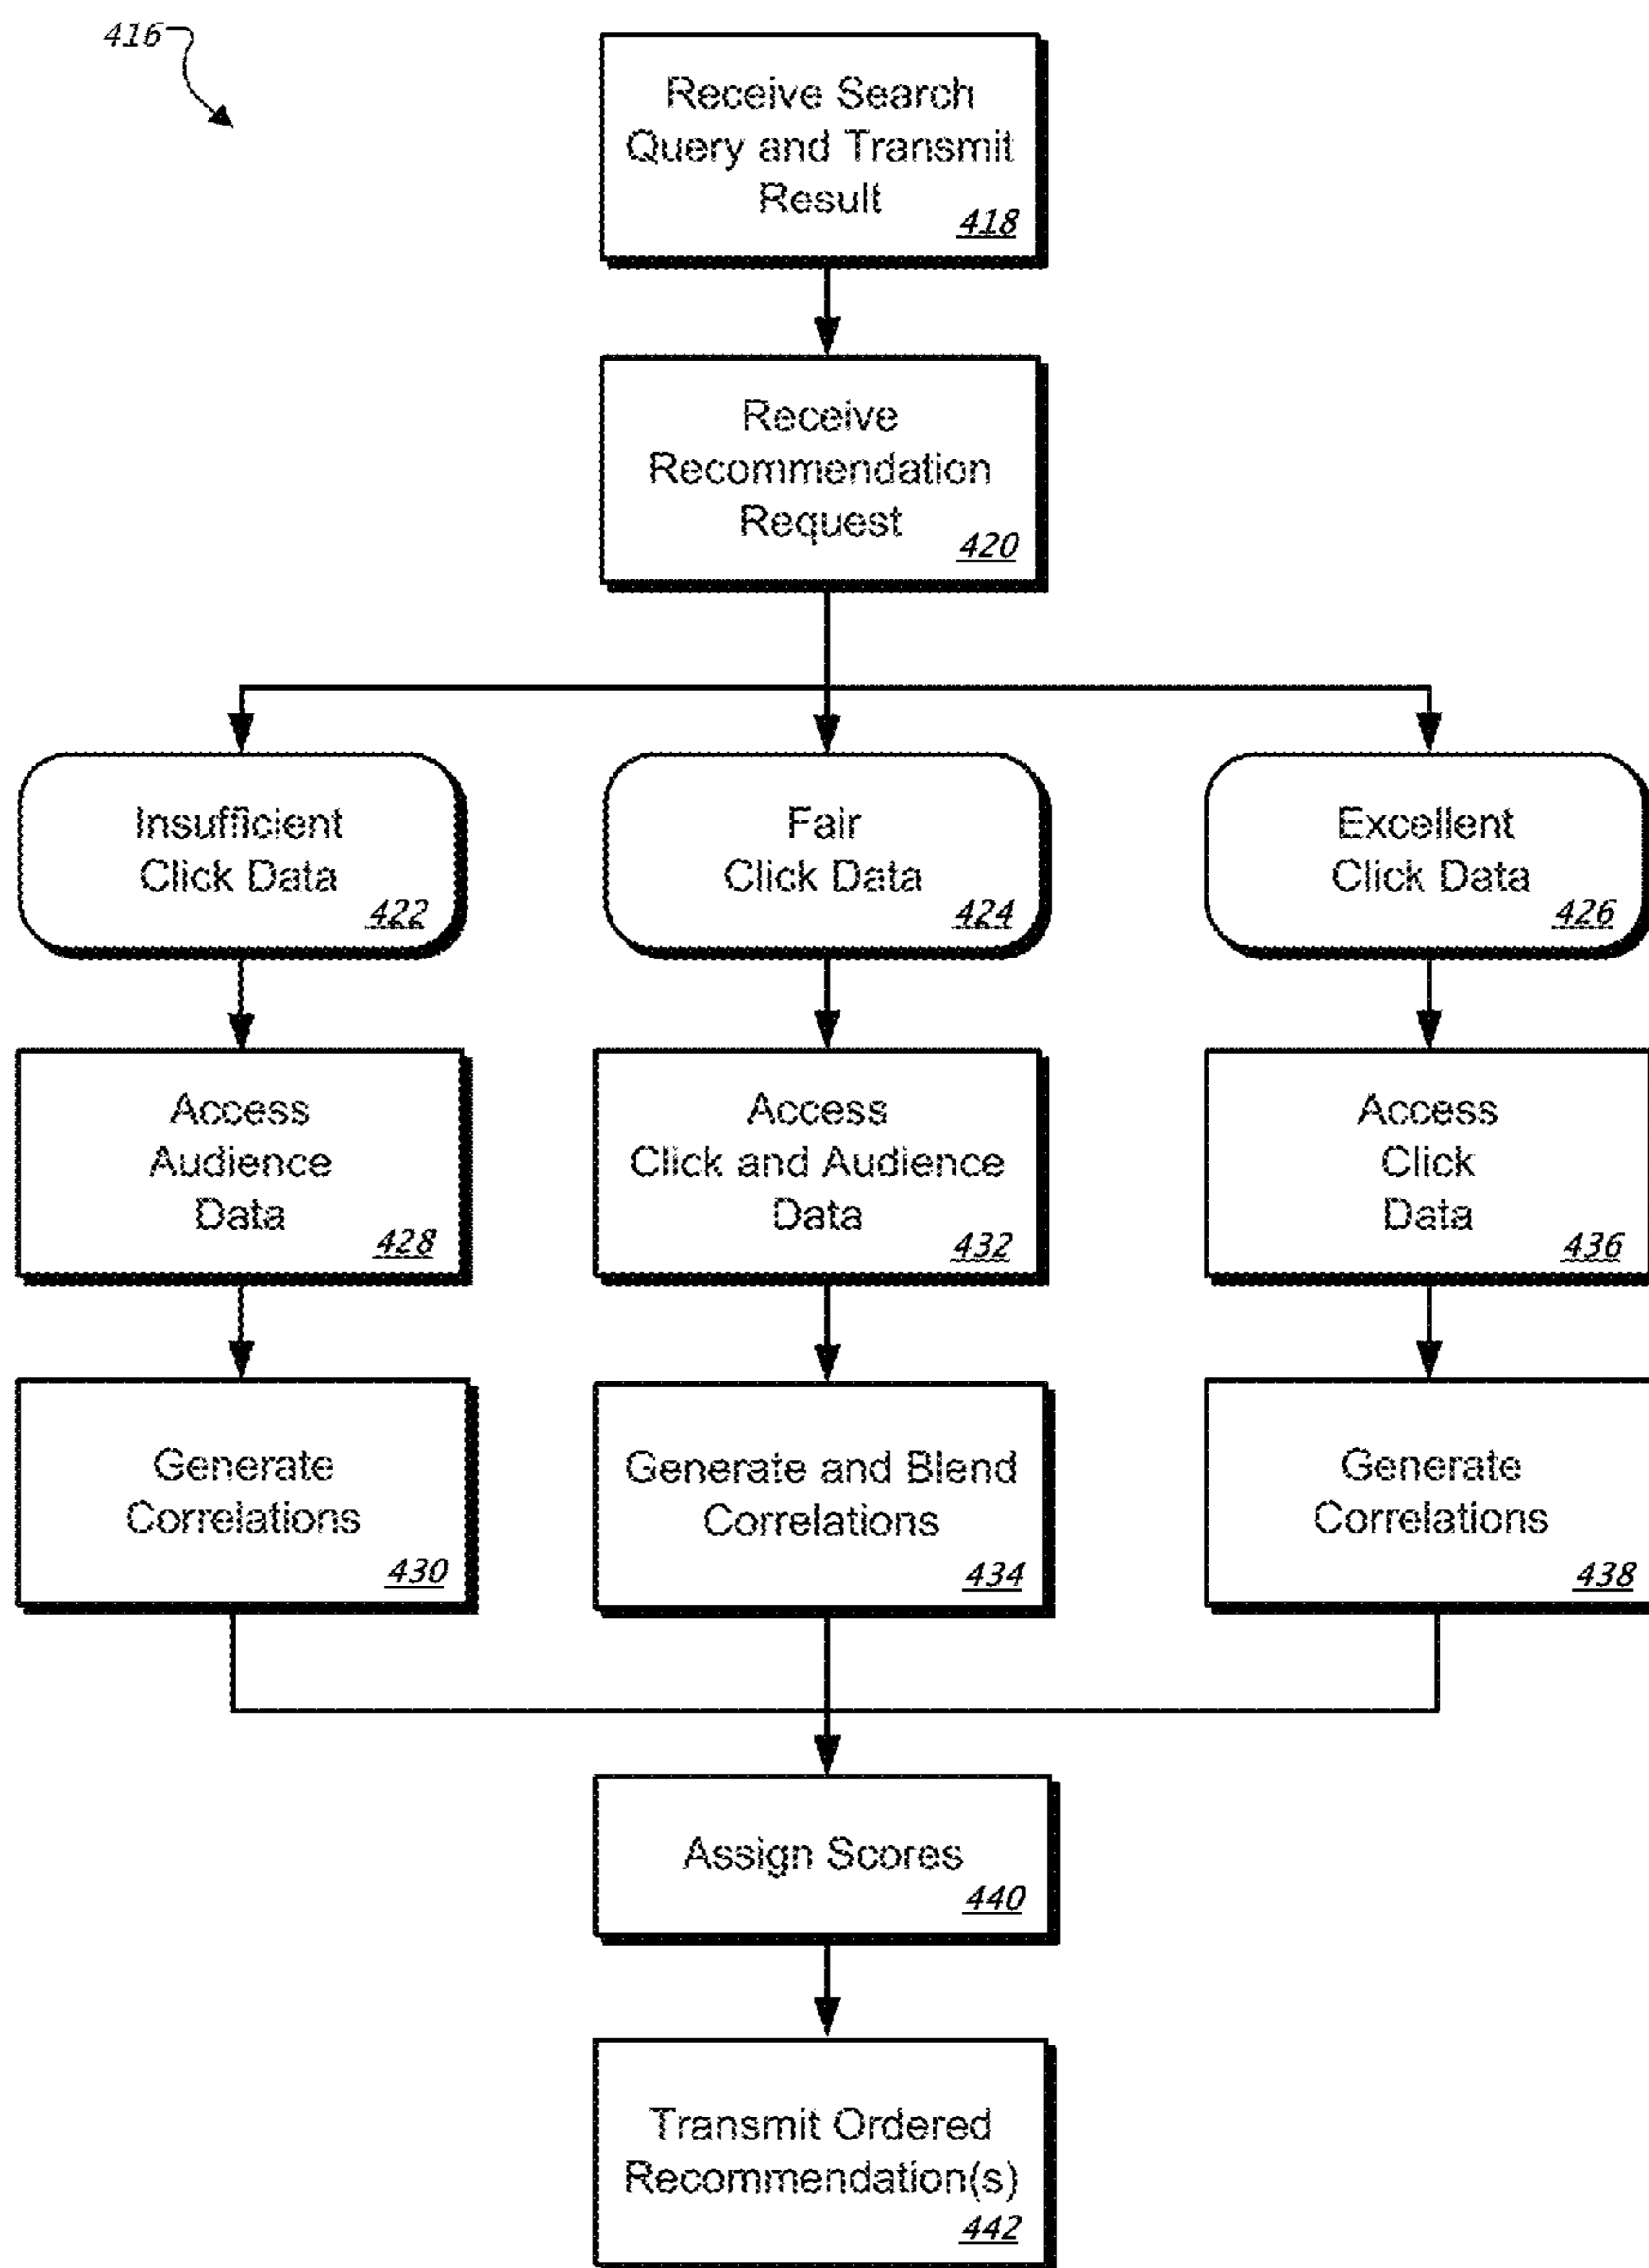 416
Receive Search
Query and Transmit
Result
418
Receive
Recommendation
Request
420
Insufficient
Click Data
422
Fair
Click Data
424
Excellent
Click Data
426
Access
Audience
Data
428
Access
Click and Audience
Data
432
Access
Click
Data
436
Generate
Correlations
430
Generate and Blend
Correlations
434
Generate
Correlations
438
Assign Scores
440
Transmit Ordered
Recommendation(s)
442